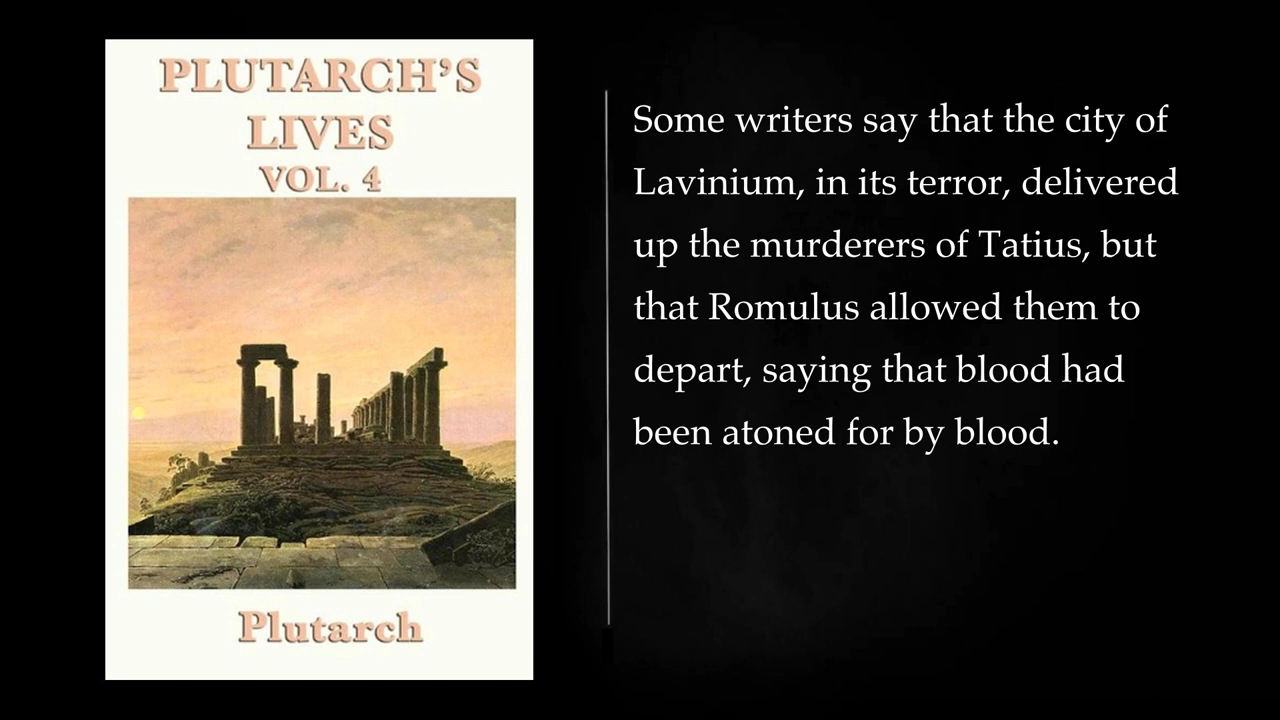 PLUTARCH'S
LIVES
VOL. 4
Plutarch
Some writers say that the city of
Lavinium, in its terror, delivered
up the murderers of Tatius, but
that Romulus allowed them to
depart, saying that blood had
been atoned for by blood.